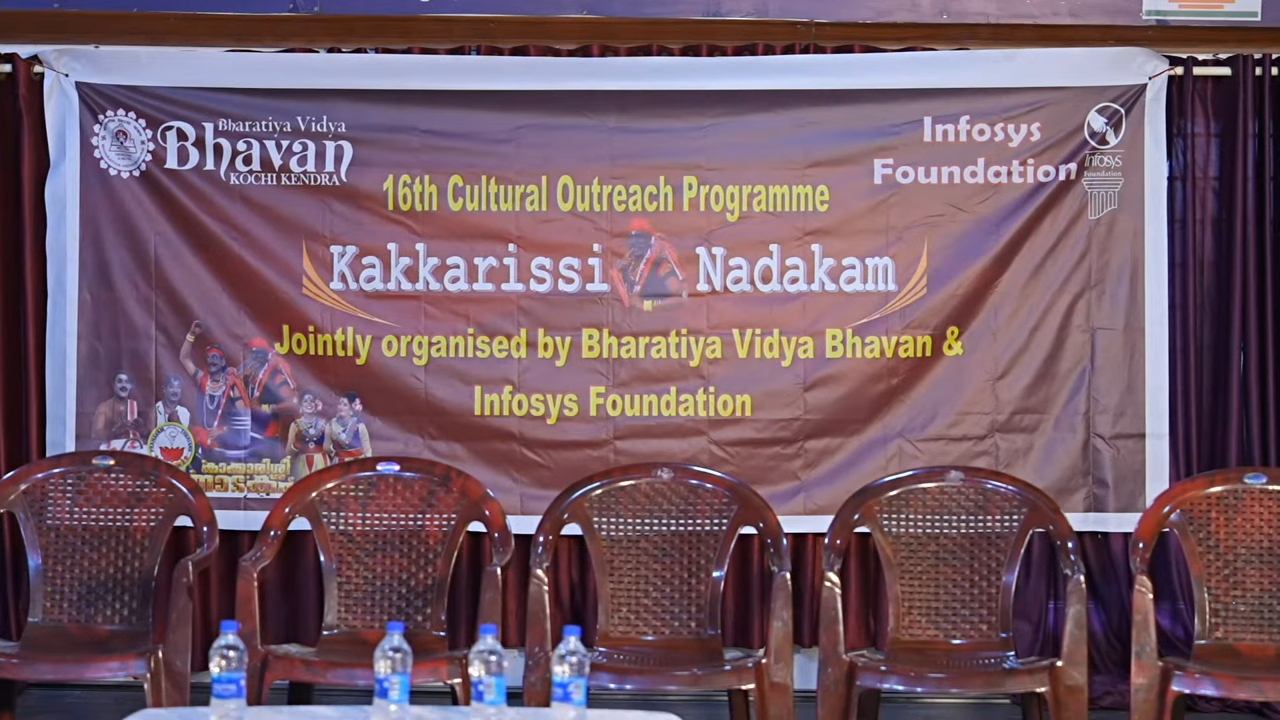 Bharatiya Vidya
Bhavan
KOCHI KENDRA
Infosys
Foundation
Infosys
Foundation
16th Cultural Outreach Programme
Kakkarissi Nadakam
Jointly organised by Bharatiya Vidya Bhavan &
Infosys Foundation
കാക്കാരിശ്ശി
നാടകം